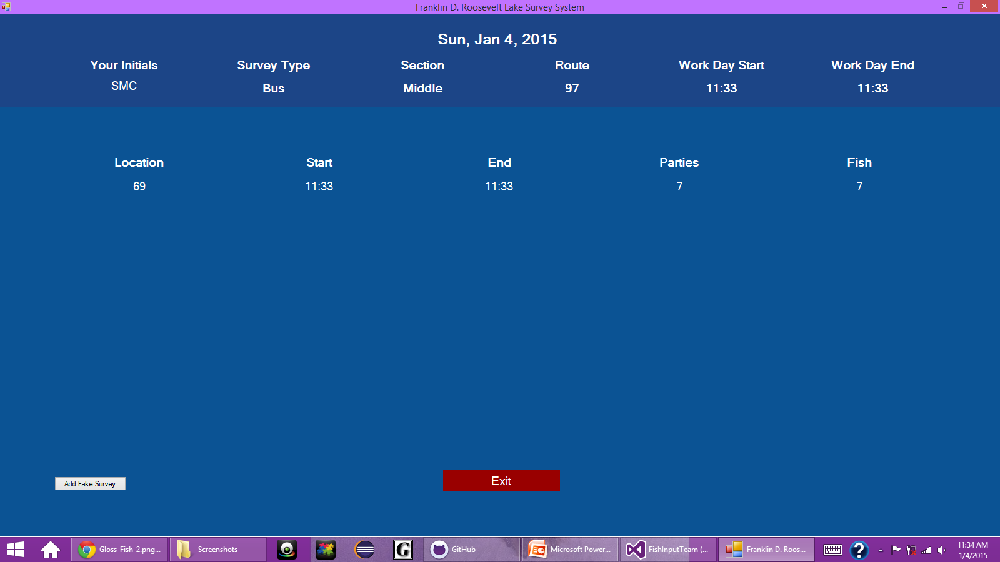 Franklin D. Roosevelt Lake Survey System
Sun, Jan 4, 2015
Your Initials Survey Type Section Route Work Day Start Work Day End
SMC Bus Middle 97 11:33 11:33
Location Start End Parties Fish
69 11:33 11:33 7 7
Add Fake Survey
Exit
Gloss_Fish_2.png... Screenshots G GitHub Microsoft Power... FishInputTeam (... Franklin D. Roos... ? 11:34 AM
1/4/2015